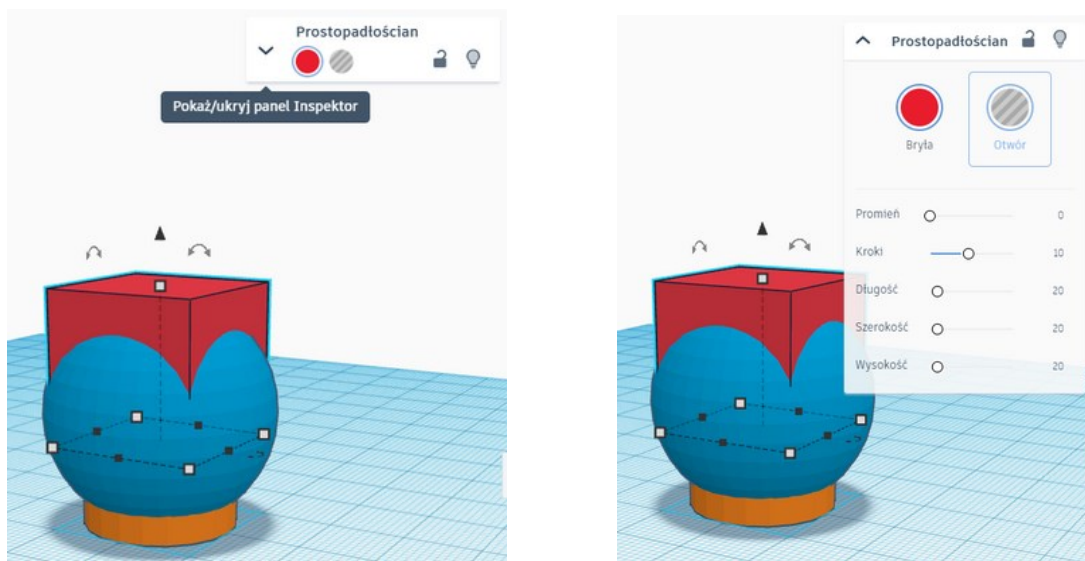 Prostopadłościan
Pokaż/ukryj panel Inspektor
Prostopadłościan
Bryła Otwór
Promień 0
Kroki 10
Długość 20
Szerokość 20
Wysokość 20